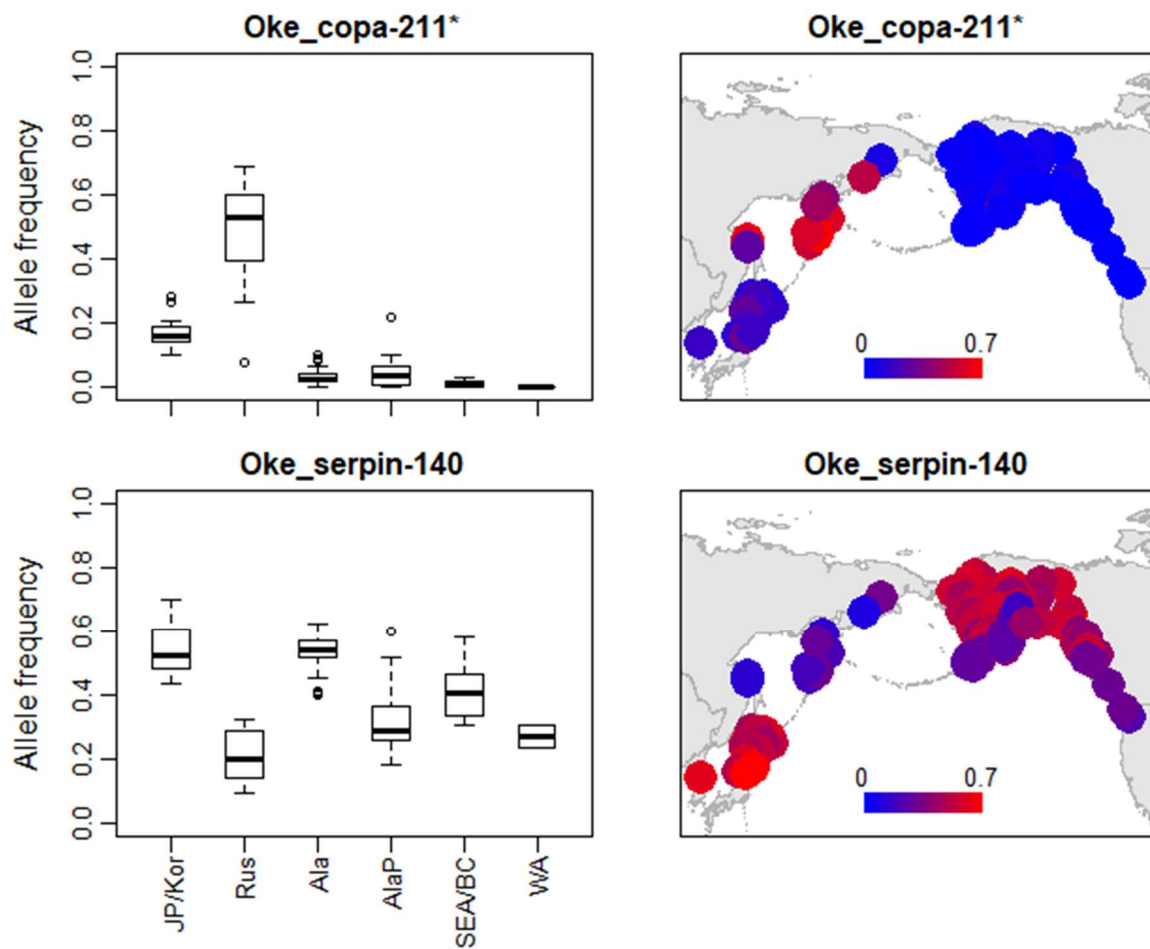 Oke_copa-211*
Allele frequency
1.0
0.8
0.6
0.4
0.2
0.0
Oke_copa-211*
0 0.7
Oke_serpin-140
Allele frequency
1.0
0.8
0.6
0.4
0.2
0.0
JP/Kor
Rus
Ala
AlaP
SEA/BC
WA
Oke_serpin-140
0 0.7